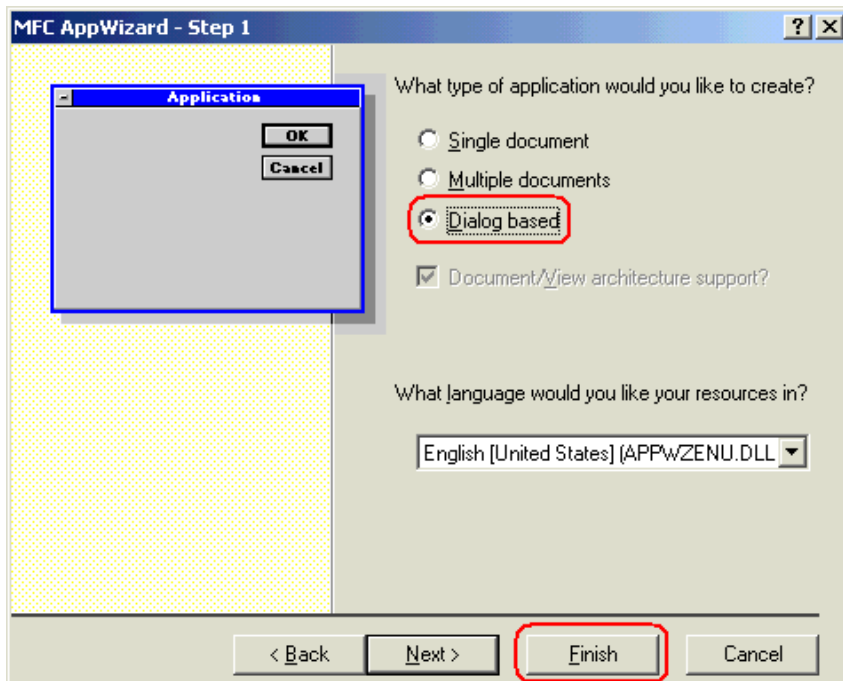 MFC AppWizard - Step 1
Application
OK
Cancel
What type of application would you like to create?
Single document
Multiple documents
Dialog based
Document/View architecture support?
What language would you like your resources in?
English [United States] (APPWZENU.DLL
< Back
Next >
Finish
Cancel